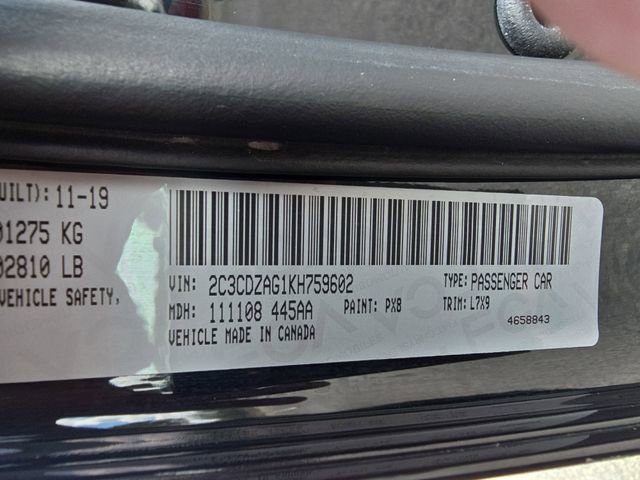 UILT): 11-19
01275 KG
02810 LB
VEHICLE SAFETY,
VIN: 2C3CDZAG1KH759602
TYPE: PASSENGER CAR
MDH: 111108 445AA
PAINT: PX8
TRIM: L7X9
VEHICLE MADE IN CANADA
4658843